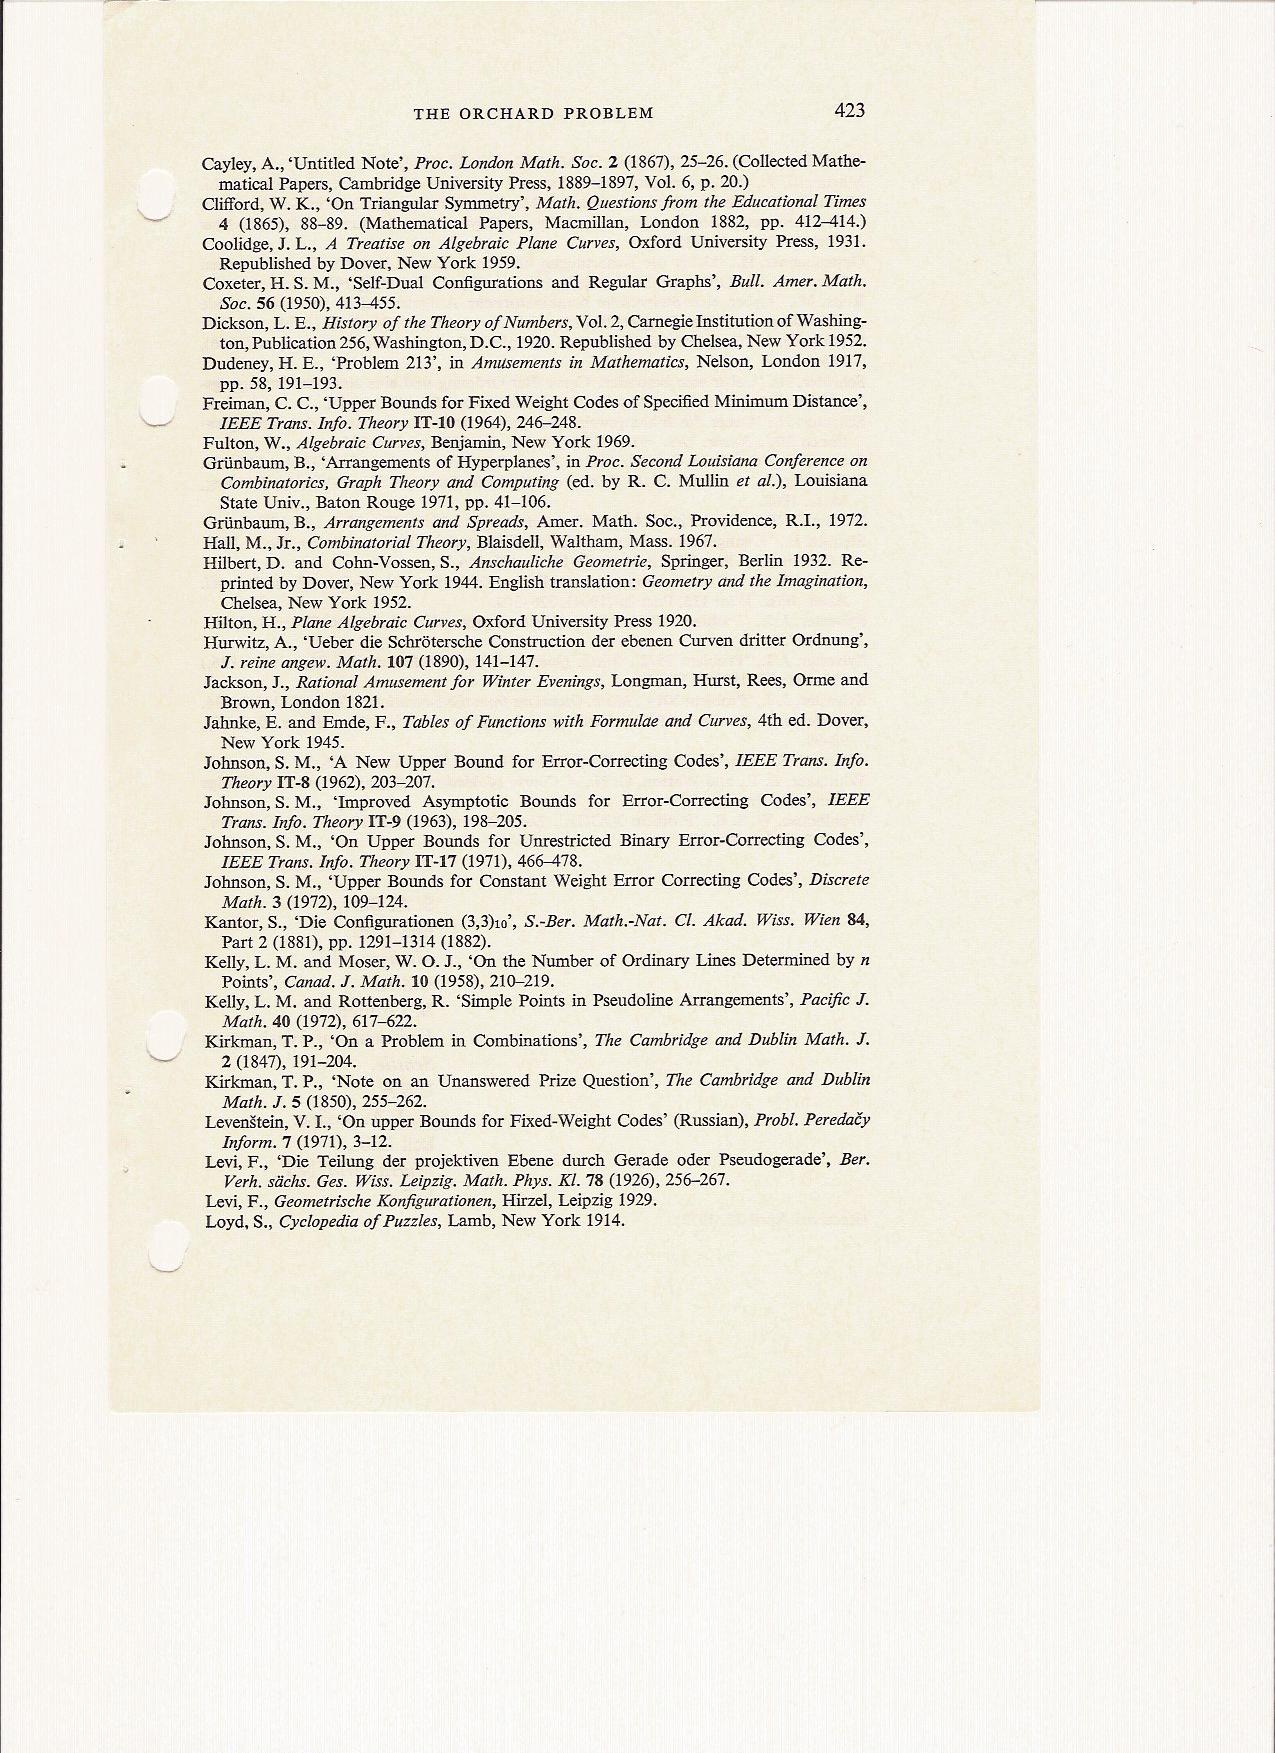 THE ORCHARD PROBLEM 423
Cayley, A., ‘Untitled Note’, Proc. London Math. Soc. 2 (1867), 25–26. (Collected Mathe-
matical Papers, Cambridge University Press, 1889–1897, Vol. 6, p. 20.)
Clifford, W. K., ‘On Triangular Symmetry’, Math. Questions from the Educational Times
4 (1865), 88–89. (Mathematical Papers, Macmillan, London 1882, pp. 412–414.)
Coolidge, J. L., A Treatise on Algebraic Plane Curves, Oxford University Press, 1931.
Republished by Dover, New York 1959.
Coxeter, H. S. M., ‘Self-Dual Configurations and Regular Graphs’, Bull. Amer. Math.
Soc. 56 (1950), 413–455.
Dickson, L. E., History of the Theory of Numbers, Vol. 2, Carnegie Institution of Washing-
ton, Publication 256, Washington, D.C., 1920. Republished by Chelsea, New York 1952.
Dudeney, H. E., ‘Problem 213’, in Amusements in Mathematics, Nelson, London 1917,
pp. 58, 191–193.
Freiman, C. C., ‘Upper Bounds for Fixed Weight Codes of Specified Minimum Distance’,
IEEE Trans. Info. Theory IT-10 (1964), 246–248.
Fulton, W., Algebraic Curves, Benjamin, New York 1969.
Grünbaum, B., ‘Arrangements of Hyperplanes’, in Proc. Second Louisiana Conference on
Combinatorics, Graph Theory and Computing (ed. by R. C. Mullin et al.), Louisiana
State Univ., Baton Rouge 1971, pp. 41–106.
Grünbaum, B., Arrangements and Spreads, Amer. Math. Soc., Providence, R.I., 1972.
Hall, M., Jr., Combinatorial Theory, Blaisdell, Waltham, Mass. 1967.
Hilbert, D. and Cohn-Vossen, S., Anschauliche Geometrie, Springer, Berlin 1932. Re-
printed by Dover, New York 1944. English translation: Geometry and the Imagination,
Chelsea, New York 1952.
Hilton, H., Plane Algebraic Curves, Oxford University Press 1920.
Hurwitz, A., ‘Ueber die Schrötersche Construction der ebenen Curven dritter Ordnung’,
J. reine angew. Math. 107 (1890), 141–147.
Jackson, J., Rational Amusement for Winter Evenings, Longman, Hurst, Rees, Orme and
Brown, London 1821.
Jahnke, E. and Emde, F., Tables of Functions with Formulae and Curves, 4th ed. Dover,
New York 1945.
Johnson, S. M., ‘A New Upper Bound for Error-Correcting Codes’, IEEE Trans. Info.
Theory IT-8 (1962), 203–207.
Johnson, S. M., ‘Improved Asymptotic Bounds for Error-Correcting Codes’, IEEE
Trans. Info. Theory IT-9 (1963), 198–205.
Johnson, S. M., ‘On Upper Bounds for Unrestricted Binary Error-Correcting Codes’,
IEEE Trans. Info. Theory IT-17 (1971), 466–478.
Johnson, S. M., ‘Upper Bounds for Constant Weight Error Correcting Codes’, Discrete
Math. 3 (1972), 109–124.
Kantor, S., ‘Die Configurationen (3,3)₁₀’, S.-Ber. Math.-Nat. Cl. Akad. Wiss. Wien 84,
Part 2 (1881), pp. 1291–1314 (1882).
Kelly, L. M. and Moser, W. O. J., ‘On the Number of Ordinary Lines Determined by n
Points’, Canad. J. Math. 10 (1958), 210–219.
Kelly, L. M. and Rottenberg, R. ‘Simple Points in Pseudoline Arrangements’, Pacific J.
Math. 40 (1972), 617–622.
Kirkman, T. P., ‘On a Problem in Combinations’, The Cambridge and Dublin Math. J.
2 (1847), 191–204.
Kirkman, T. P., ‘Note on an Unanswered Prize Question’, The Cambridge and Dublin
Math. J. 5 (1850), 255–262.
Levenštein, V. I., ‘On upper Bounds for Fixed-Weight Codes’ (Russian), Probl. Peredačy
Inform. 7 (1971), 3–12.
Levi, F., ‘Die Teilung der projektiven Ebene durch Gerade oder Pseudogerade’, Ber.
Verh. sächs. Ges. Wiss. Leipzig. Math. Phys. Kl. 78 (1926), 256–267.
Levi, F., Geometrische Konfigurationen, Hirzel, Leipzig 1929.
Loyd, S., Cyclopedia of Puzzles, Lamb, New York 1914.